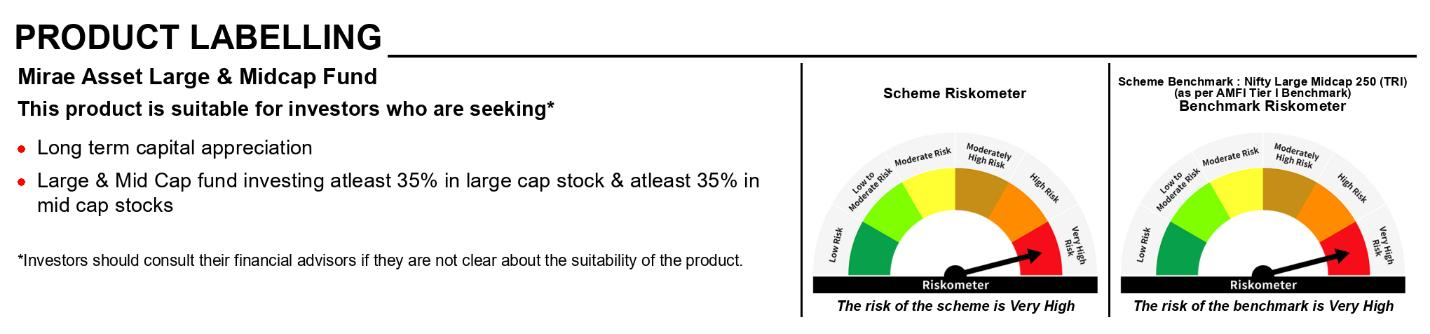 PRODUCT LABELLING
Mirae Asset Large & Midcap Fund
This product is suitable for investors who are seeking*
Long term capital appreciation
Large & Mid Cap fund investing atleast 35% in large cap stock & atleast 35% in
mid cap stocks
*Investors should consult their financial advisors if they are not clear about the suitability of the product.
Scheme Riskometer
Low Risk
Low to
Moderate Risk
Moderate Risk
Moderately
High Risk
High Risk
Very High
Risk
Riskometer
The risk of the scheme is Very High
Scheme Benchmark : Nifty Large Midcap 250 (TRI)
(as per AMFI Tier I Benchmark)
Benchmark Riskometer
Low Risk
Low to
Moderate Risk
Moderate Risk
Moderately
High Risk
High Risk
Very High
Risk
Riskometer
The risk of the benchmark is Very High